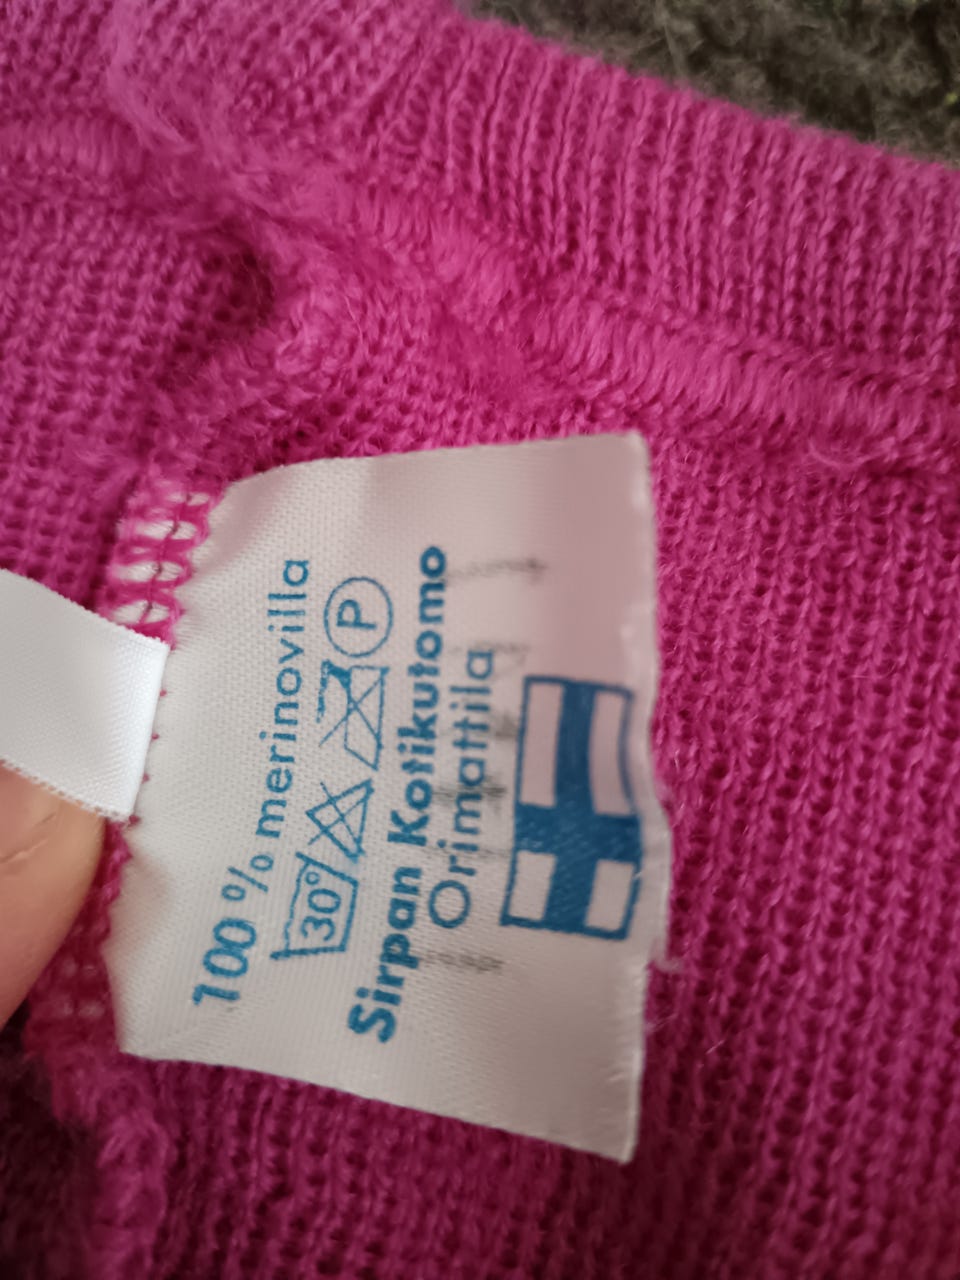 100 % merinovilla
30° P
Sirpan Kotikutomo
Orimattila